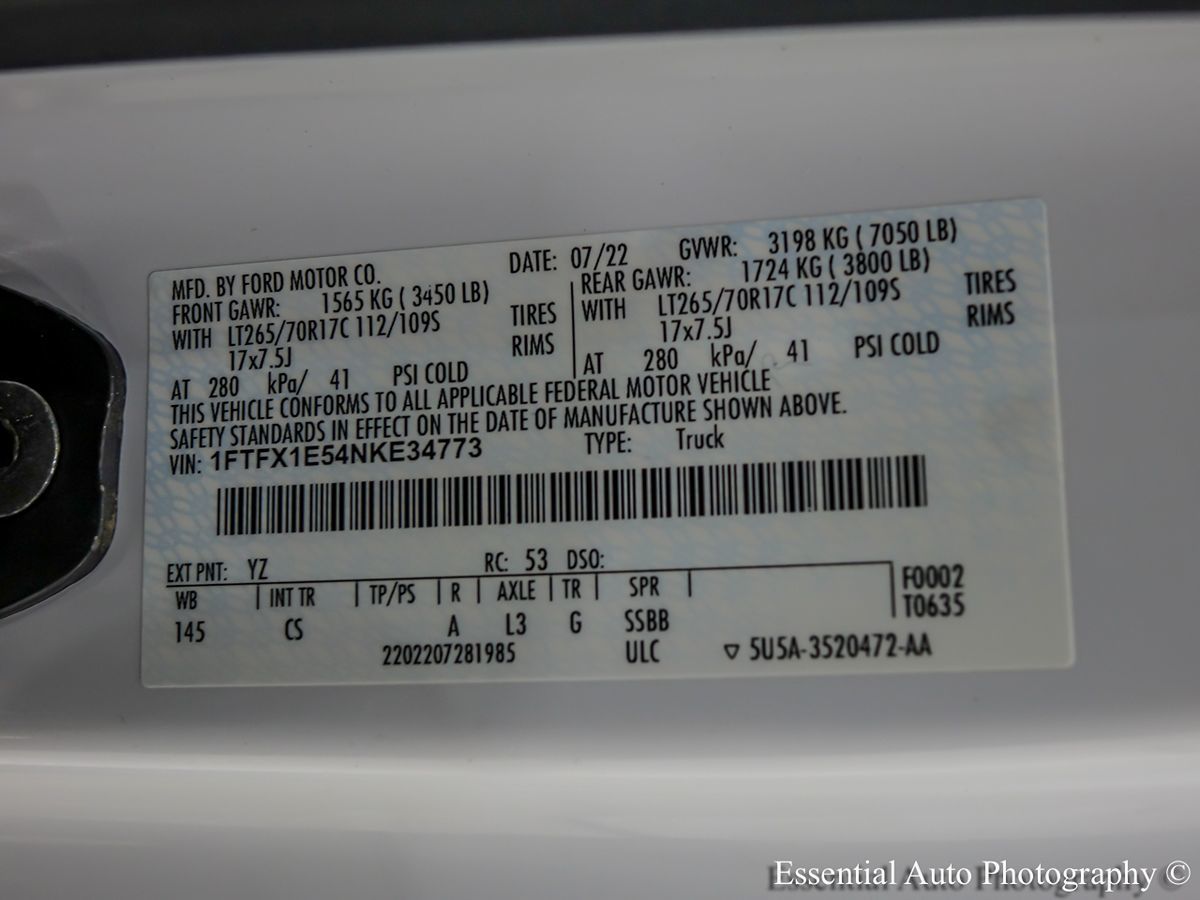 MFD. BY FORD MOTOR CO. DATE: 07/22 GVWR: 3198 KG ( 7050 LB)
FRONT GAWR: 1565 KG ( 3450 LB) REAR GAWR: 1724 KG ( 3800 LB)
WITH LT265/70R17C 112/109S TIRES WITH LT265/70R17C 112/109S TIRES
17x7.5J RIMS 17x7.5J RIMS
AT 280 kPa/ 41 PSI COLD AT 280 kPa/ 41 PSI COLD
THIS VEHICLE CONFORMS TO ALL APPLICABLE FEDERAL MOTOR VEHICLE
SAFETY STANDARDS IN EFFECT ON THE DATE OF MANUFACTURE SHOWN ABOVE.
VIN: 1FTFX1E54NKE34773 TYPE: Truck
EXT PNT: YZ RC: 53 DSO:
WB INT TR TP/PS R AXLE TR SPR F0002
145 CS A L3 G SSBB T0635
2202207281985 ULC ▽ 5U5A-3520472-AA
Essential Auto Photography ©